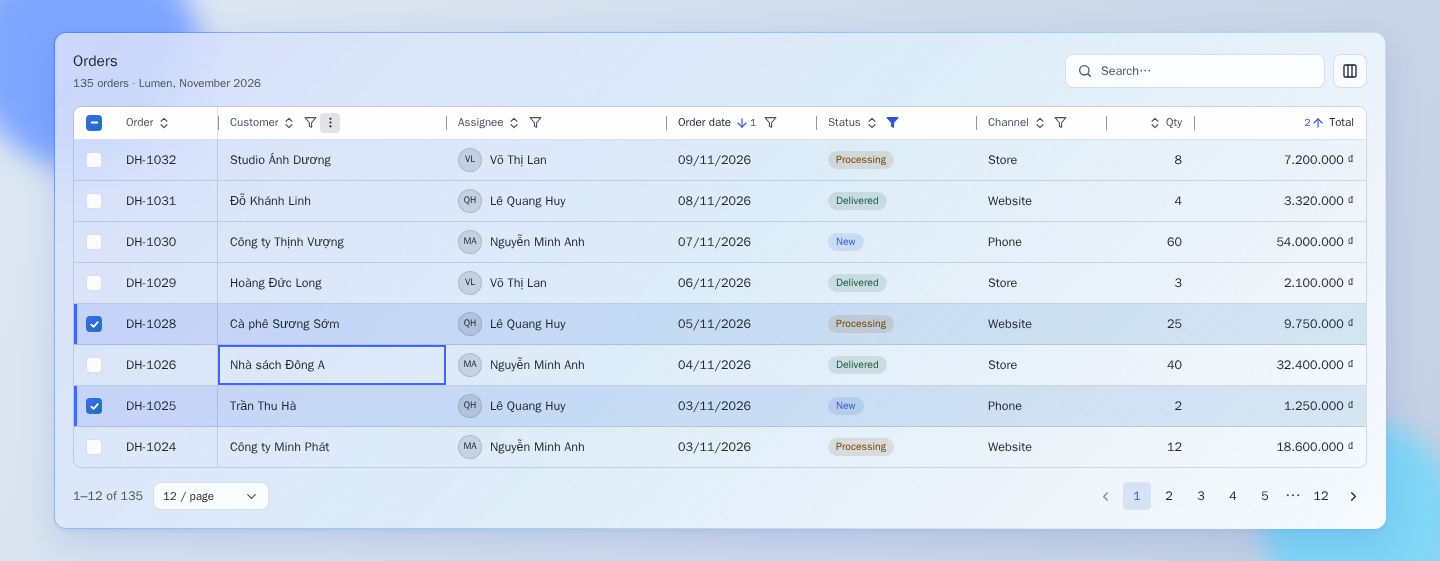 Orders
135 orders · Lumen, November 2026
Search···
Order Customer Assignee Order date 1 Status Channel Qty 2 Total
DH-1032 Studio Ánh Dương VL Võ Thị Lan 09/11/2026 Processing Store 8 7.200.000 ₫
DH-1031 Đỗ Khánh Linh QH Lê Quang Huy 08/11/2026 Delivered Website 4 3.320.000 ₫
DH-1030 Công ty Thịnh Vượng MA Nguyễn Minh Anh 07/11/2026 New Phone 60 54.000.000 ₫
DH-1029 Hoàng Đức Long VL Võ Thị Lan 06/11/2026 Delivered Store 3 2.100.000 ₫
DH-1028 Cà phê Sương Sớm QH Lê Quang Huy 05/11/2026 Processing Website 25 9.750.000 ₫
DH-1026 Nhà sách Đông A MA Nguyễn Minh Anh 04/11/2026 Delivered Store 40 32.400.000 ₫
DH-1025 Trần Thu Hà QH Lê Quang Huy 03/11/2026 New Phone 2 1.250.000 ₫
DH-1024 Công ty Minh Phát MA Nguyễn Minh Anh 03/11/2026 Processing Website 12 18.600.000 ₫
1–12 of 135 12 / page 1 2 3 4 5 ··· 12